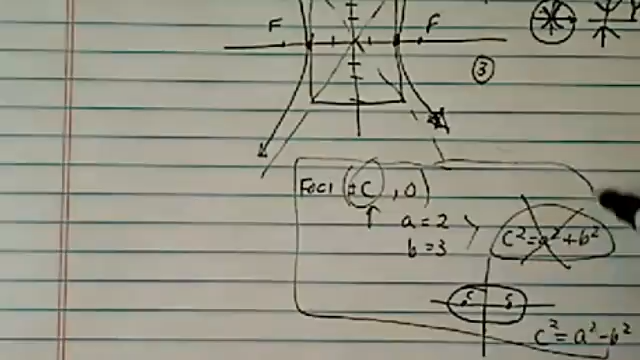 F F
③
Foci (±c, 0)
a = 2
b = 3
c² = a² + b²
c c
c² = a² - b²